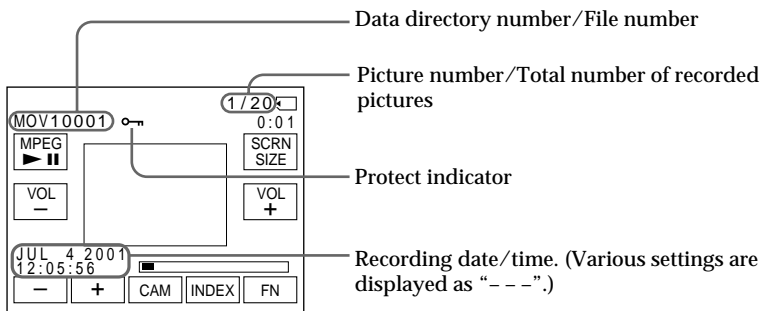 Data directory number/File number
Picture number/Total number of recorded
pictures
1/20
MOV10001
0:01
MPEG
SCRN
SIZE
Protect indicator
VOL
–
VOL
+
JUL 4 2001
12:05:56
Recording date/time. (Various settings are
displayed as “– – –”.)
– + CAM INDEX FN